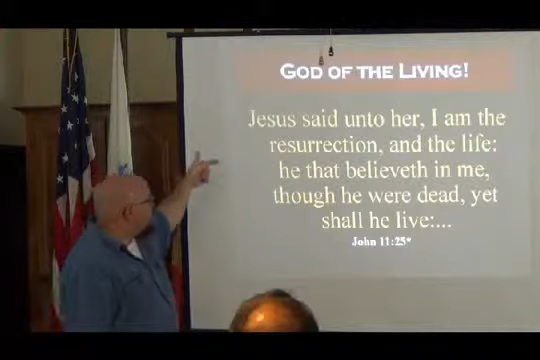 GOD OF THE LIVING!
Jesus said unto her, I am the
resurrection, and the life:
he that believeth in me,
though he were dead, yet
shall he live:...
John 11:25*